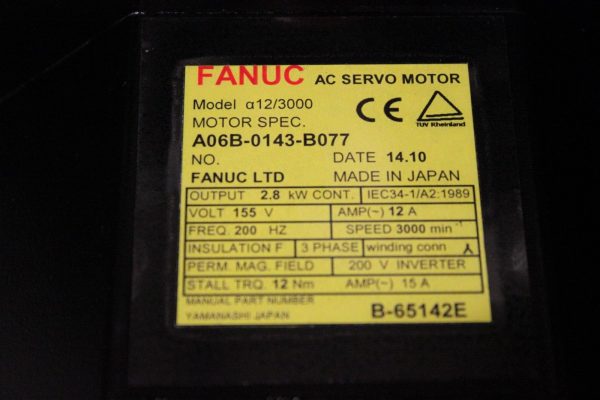 FANUC AC SERVO MOTOR
Model α12/3000
MOTOR SPEC.
A06B-0143-B077
NO. DATE 14.10
FANUC LTD MADE IN JAPAN
CE
TUV Rheinland
OUTPUT 2.8 kW CONT. IEC34-1/A2:1989
VOLT 155 V AMP(~) 12 A
FREQ. 200 HZ SPEED 3000 min⁻¹
INSULATION F 3 PHASE winding conn
PERM. MAG. FIELD 200 V INVERTER
STALL TRQ. 12 Nm AMP(~) 15 A
MANUAL PART NUMBER
YAMANASHI JAPAN B-65142E